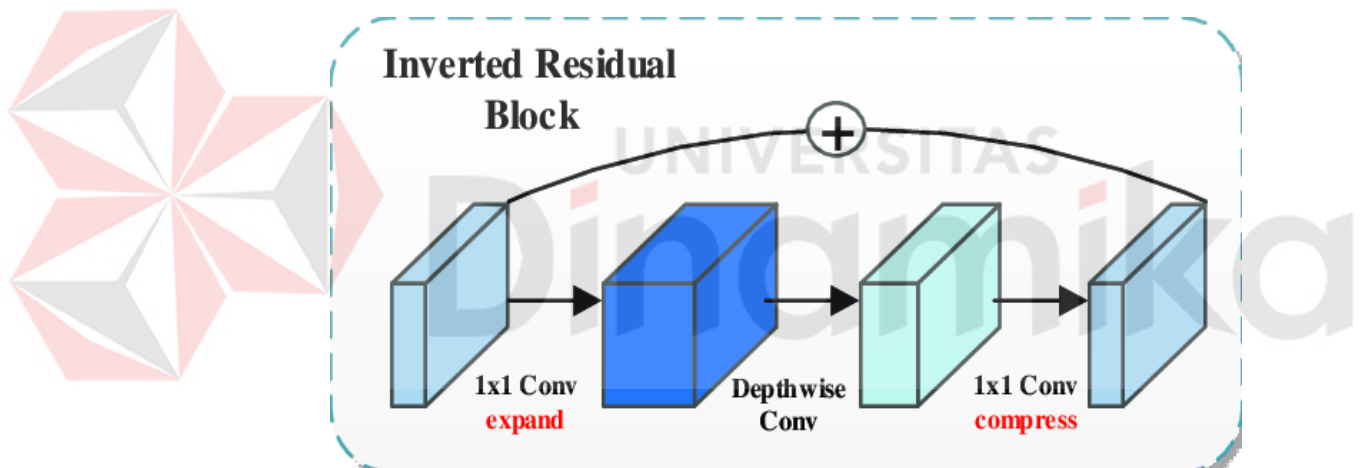 Inverted Residual
Block
+
UNIVERSITAS
Dinamika
1x1 Conv
expand
Depthwise
Conv
1x1 Conv
compress